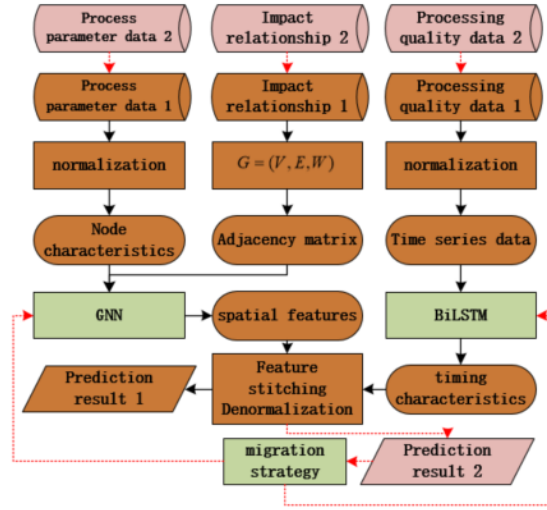 Process
parameter data 2
Impact
relationship 2
Processing
quality data 2
Process
parameter data 1
Impact
relationship 1
Processing
quality data 1
normalization
G = (V, E, W)
normalization
Node
characteristics
Adjacency matrix
Time series data
GNN
spatial features
BiLSTM
Prediction
result 1
Feature
stitching
Denormalization
timing
characteristics
migration
strategy
Prediction
result 2